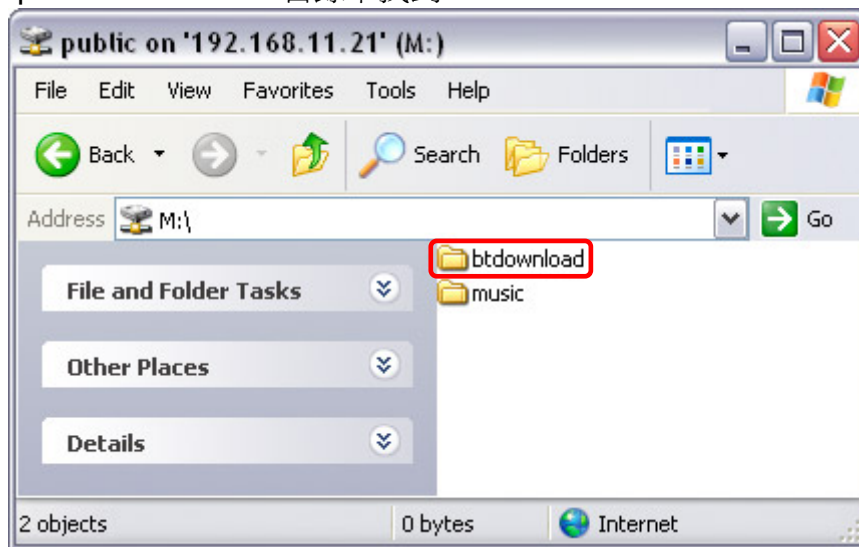 public on '192.168.11.21' (M:)
File Edit View Favorites Tools Help
Back Search Folders
Address M:\ Go
btdownload
File and Folder Tasks
music
Other Places
Details
2 objects 0 bytes Internet